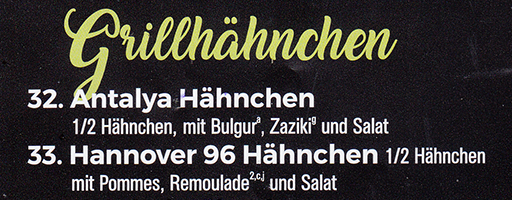 Grillhähnchen
32. Antalya Hähnchen
1/2 Hähnchen, mit Bulgurª, Zaziki⁹ und Salat
33. Hannover 96 Hähnchen 1/2 Hähnchen
mit Pommes, Remoulade²,c,j und Salat